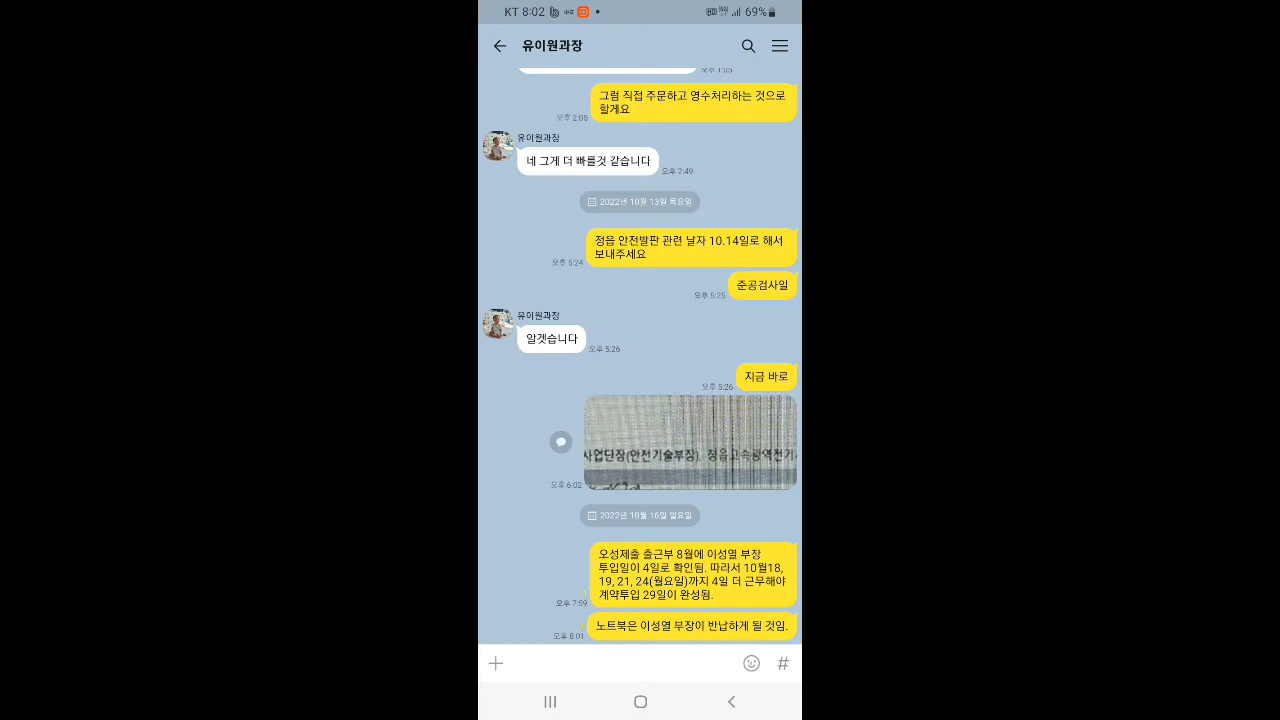 KT 8:02
69%
유이원과장
오후 1:05
그럼 직접 주문하고 영수처리하는 것으로
할게요
오후 2:05
유이원과장
네 그게 더 빠를것 같습니다
오후 2:49
2022년 10월 13일 목요일
정읍 안전발판 관련 날자 10.14일로 해서
보내주세요
오후 5:24
준공검사일
오후 5:25
유이원과장
알겟습니다
오후 5:26
지금 바로
오후 5:26
사업단장(안전기술부장), 정읍고속광역전기
오후 6:02
2022년 10월 16일 일요일
오성제출 출근부 8월에 이성열 부장
투입일이 4일로 확인됨. 따라서 10월18,
19, 21, 24(월요일)까지 4일 더 근무해야
계약투입 29일이 완성됨.
1
오후 7:59
노트북은 이성열 부장이 반납하게 될 것임.
1
오후 8:01
#